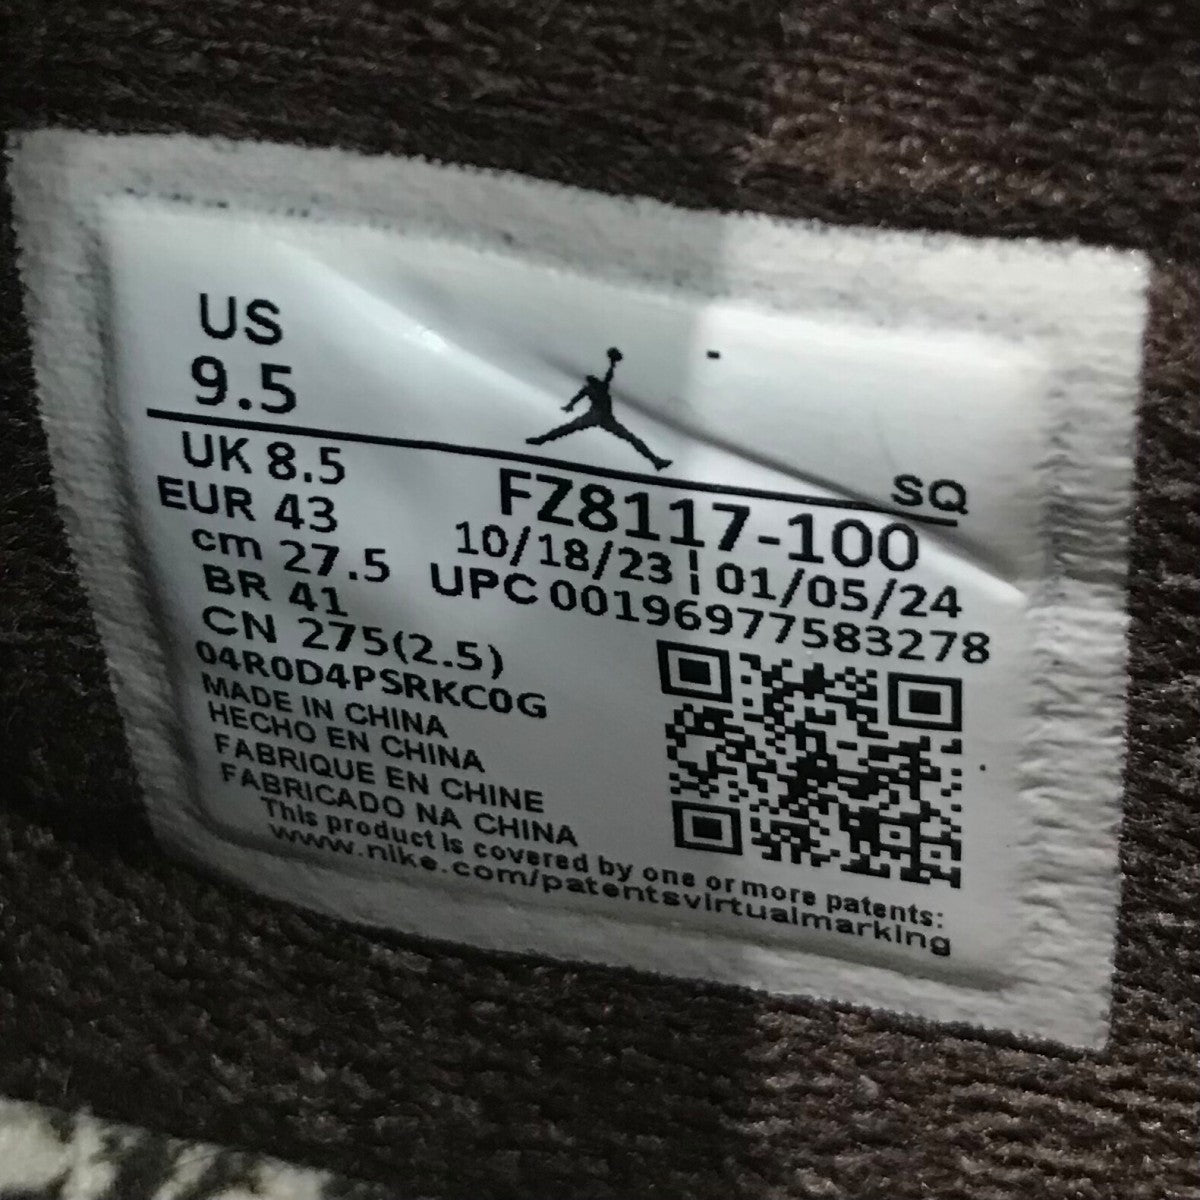 US
9.5
SQ
UK 8.5
FZ8117-100
EUR 43
10/18/23 ¦ 01/05/24
cm 27.5
UPC 00196977583278
BR 41
CN 275(2.5)
04R0D4PSRKC0G
MADE IN CHINA
HECHO EN CHINA
FABRIQUE EN CHINE
FABRICADO NA CHINA
This product is covered by one or more patents:
www.nike.com/patentsvirtualmarking